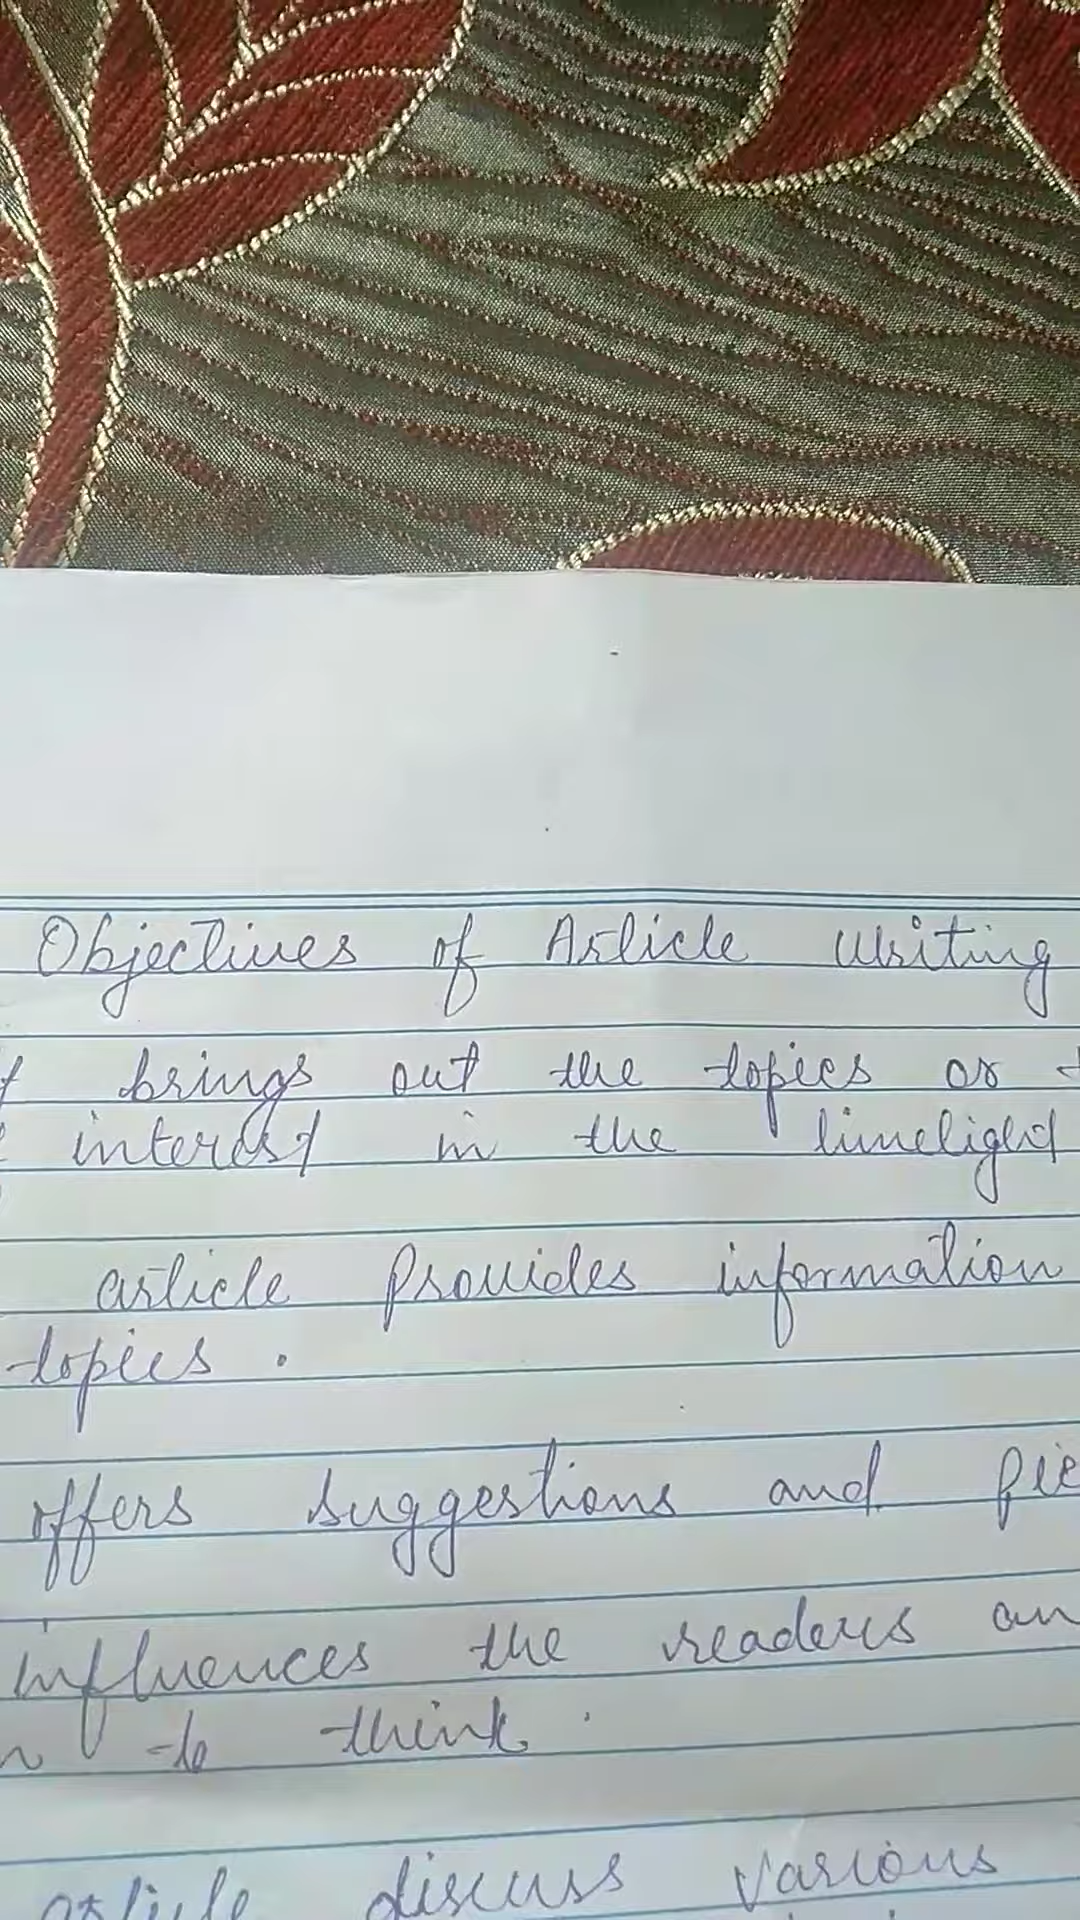 Objectives of Article Writing
brings out the topics or
interest in the limelight
article Provides information
topics .
offers suggestions and
influences the readers
to think .
article discuss various